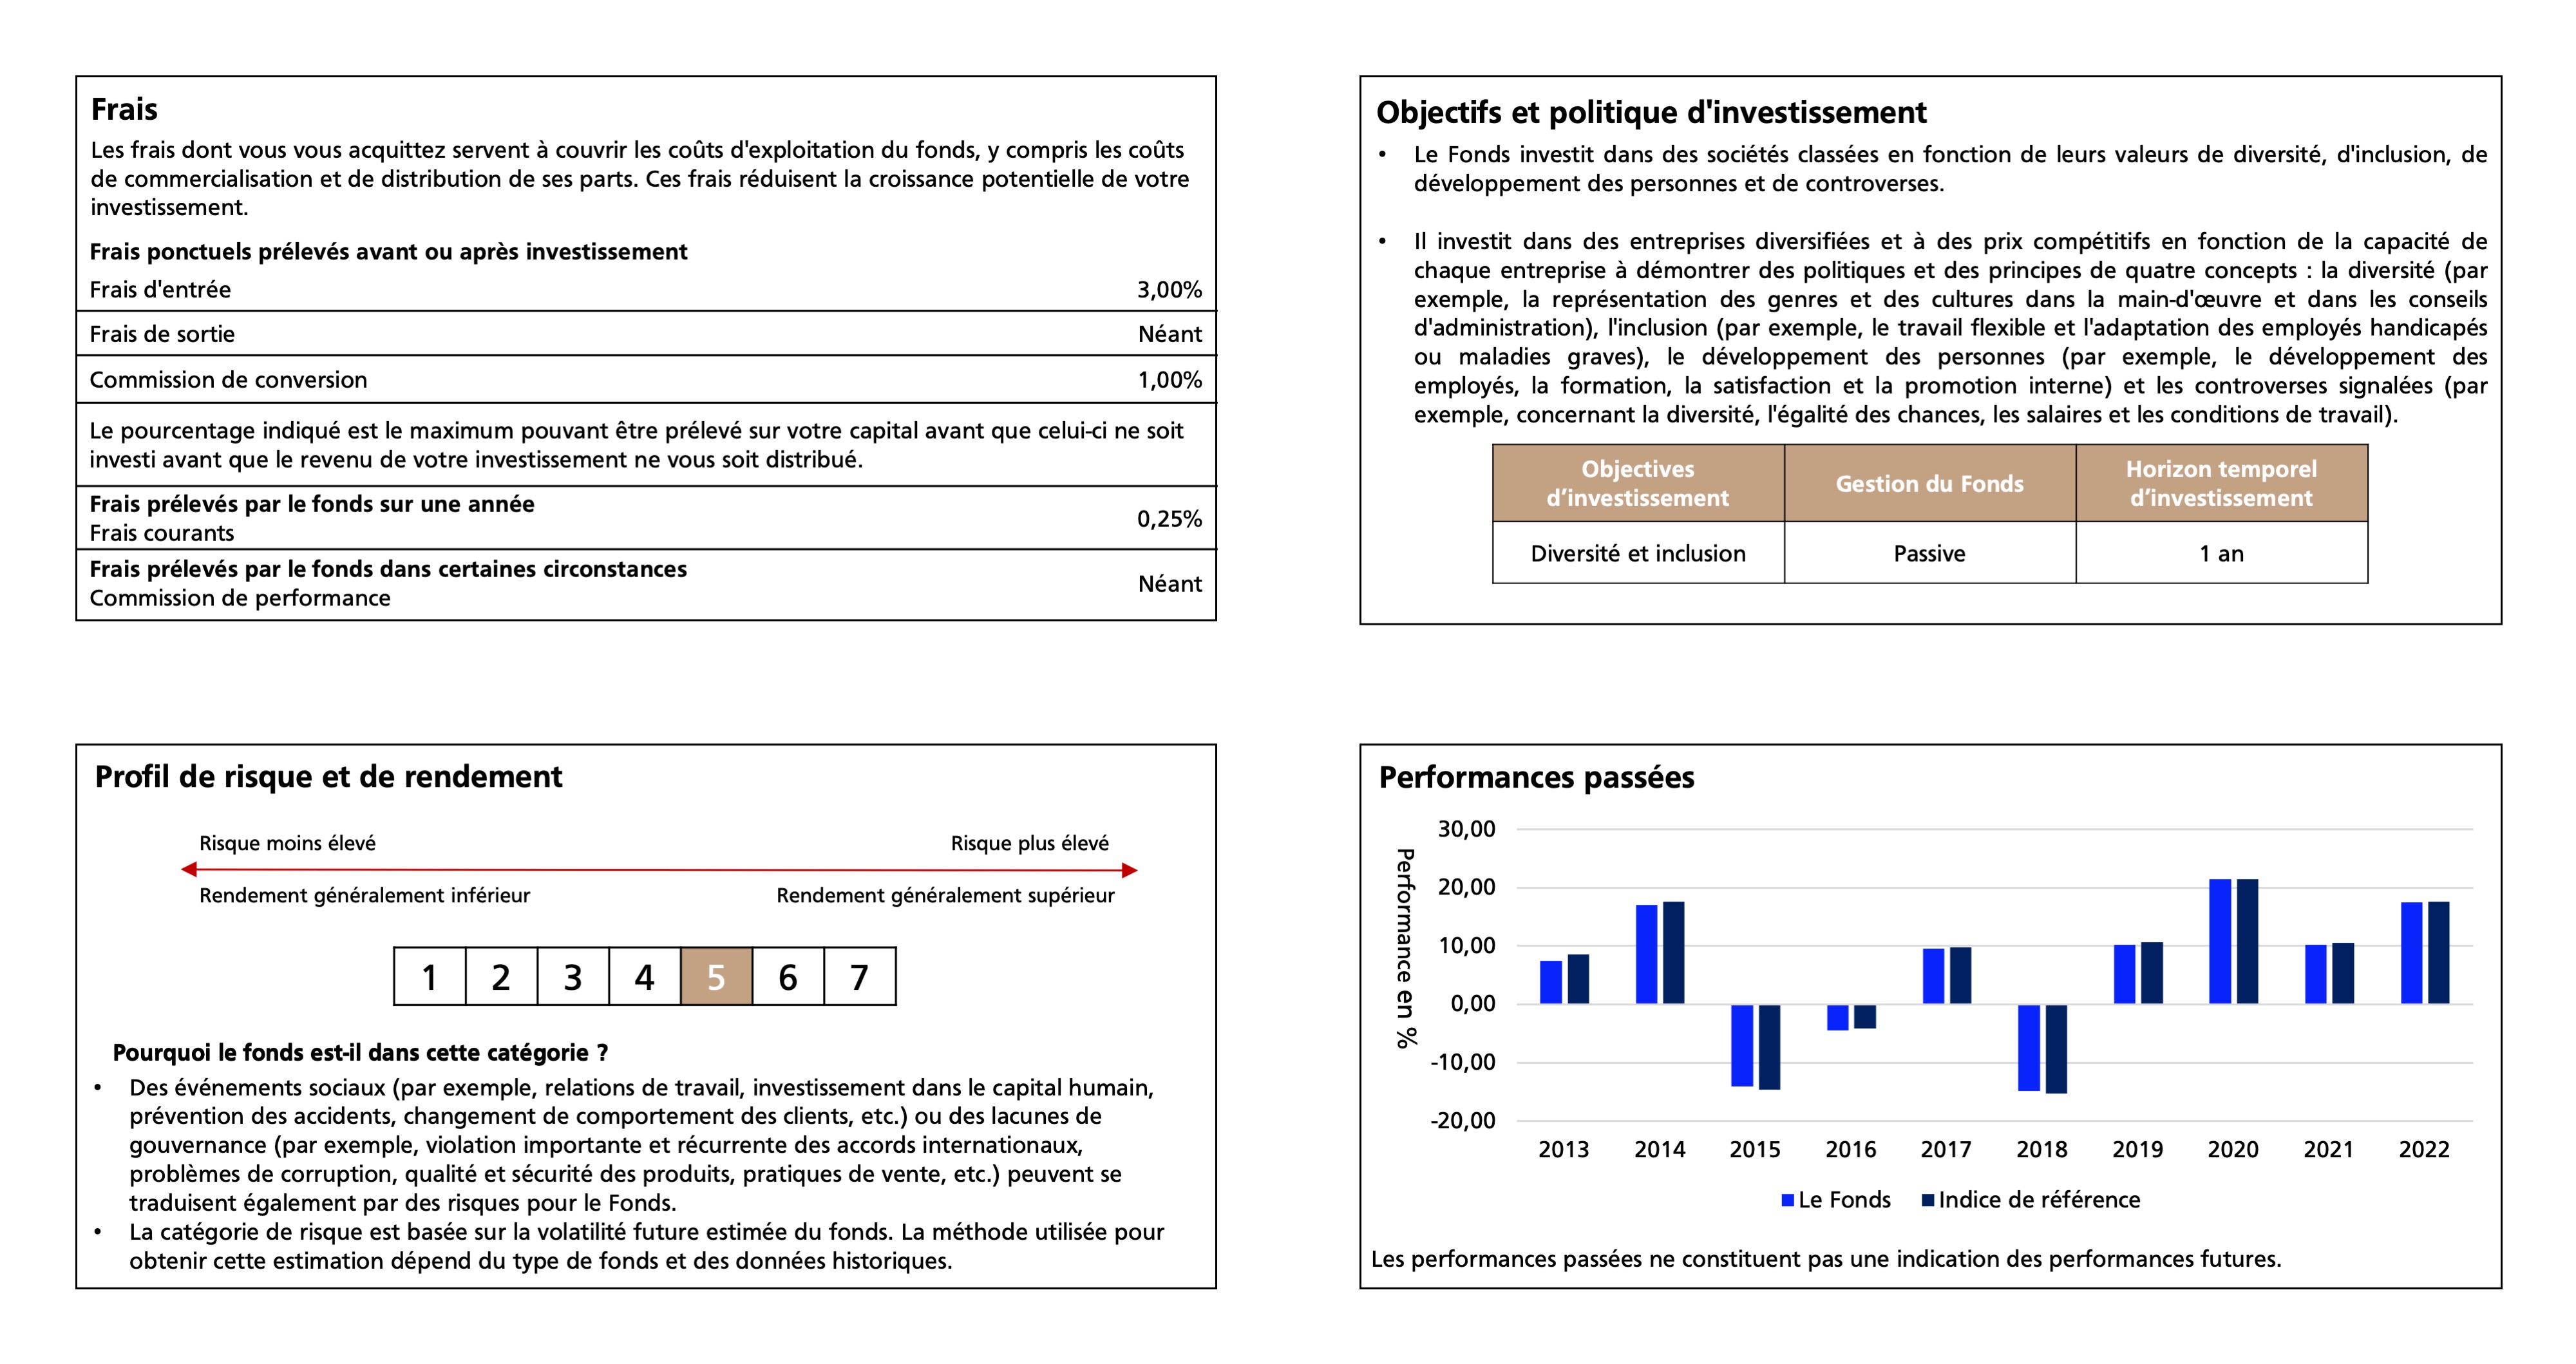 Frais
Les frais dont vous vous acquittez servent à couvrir les coûts d'exploitation du fonds, y compris les coûts
de commercialisation et de distribution de ses parts. Ces frais réduisent la croissance potentielle de votre
investissement.
Frais ponctuels prélevés avant ou après investissement
Frais d'entrée 3,00%
Frais de sortie Néant
Commission de conversion 1,00%
Le pourcentage indiqué est le maximum pouvant être prélevé sur votre capital avant que celui-ci ne soit
investi avant que le revenu de votre investissement ne vous soit distribué.
Frais prélevés par le fonds sur une année
Frais courants 0,25%
Frais prélevés par le fonds dans certaines circonstances
Commission de performance Néant
Objectifs et politique d'investissement
• Le Fonds investit dans des sociétés classées en fonction de leurs valeurs de diversité, d'inclusion, de
développement des personnes et de controverses.
• Il investit dans des entreprises diversifiées et à des prix compétitifs en fonction de la capacité de
chaque entreprise à démontrer des politiques et des principes de quatre concepts : la diversité (par
exemple, la représentation des genres et des cultures dans la main-d'œuvre et dans les conseils
d'administration), l'inclusion (par exemple, le travail flexible et l'adaptation des employés handicapés
ou maladies graves), le développement des personnes (par exemple, le développement des
employés, la formation, la satisfaction et la promotion interne) et les controverses signalées (par
exemple, concernant la diversité, l'égalité des chances, les salaires et les conditions de travail).
Objectives
d’investissement
Gestion du Fonds
Horizon temporel
d’investissement
Diversité et inclusion Passive 1 an
Profil de risque et de rendement
Risque moins élevé Risque plus élevé
Rendement généralement inférieur Rendement généralement supérieur
1 2 3 4 5 6 7
Pourquoi le fonds est-il dans cette catégorie ?
• Des événements sociaux (par exemple, relations de travail, investissement dans le capital humain,
prévention des accidents, changement de comportement des clients, etc.) ou des lacunes de
gouvernance (par exemple, violation importante et récurrente des accords internationaux,
problèmes de corruption, qualité et sécurité des produits, pratiques de vente, etc.) peuvent se
traduisent également par des risques pour le Fonds.
• La catégorie de risque est basée sur la volatilité future estimée du fonds. La méthode utilisée pour
obtenir cette estimation dépend du type de fonds et des données historiques.
Performances passées
Performance en %
30,00
20,00
10,00
0,00
-10,00
-20,00
2013 2014 2015 2016 2017 2018 2019 2020 2021 2022
Le Fonds Indice de référence
Les performances passées ne constituent pas une indication des performances futures.